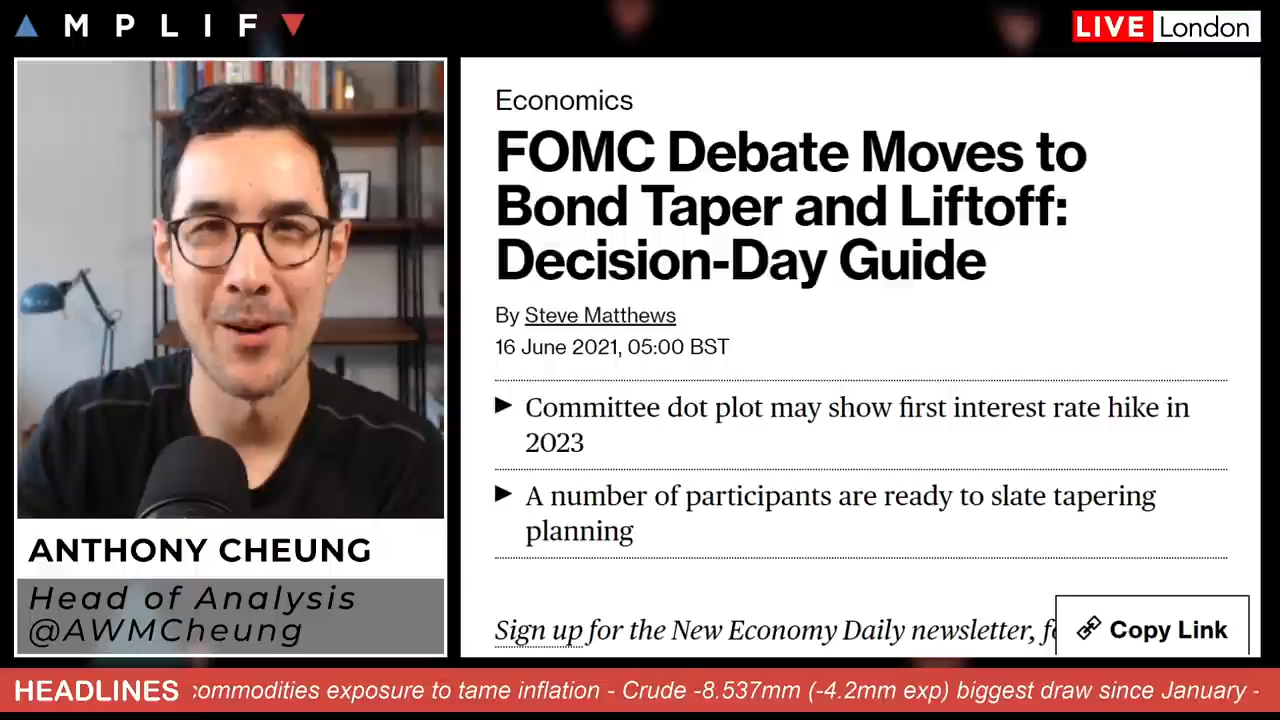 AMPLIFY
LIVE London
Economics
FOMC Debate Moves to
Bond Taper and Liftoff:
Decision-Day Guide
By Steve Matthews
16 June 2021, 05:00 BST
Committee dot plot may show first interest rate hike in
2023
A number of participants are ready to slate tapering
planning
Sign up for the New Economy Daily newsletter,
Copy Link
ANTHONY CHEUNG
Head of Analysis
@AWMCheung
HEADLINES commodities exposure to tame inflation - Crude -8.537mm (-4.2mm exp) biggest draw since January -